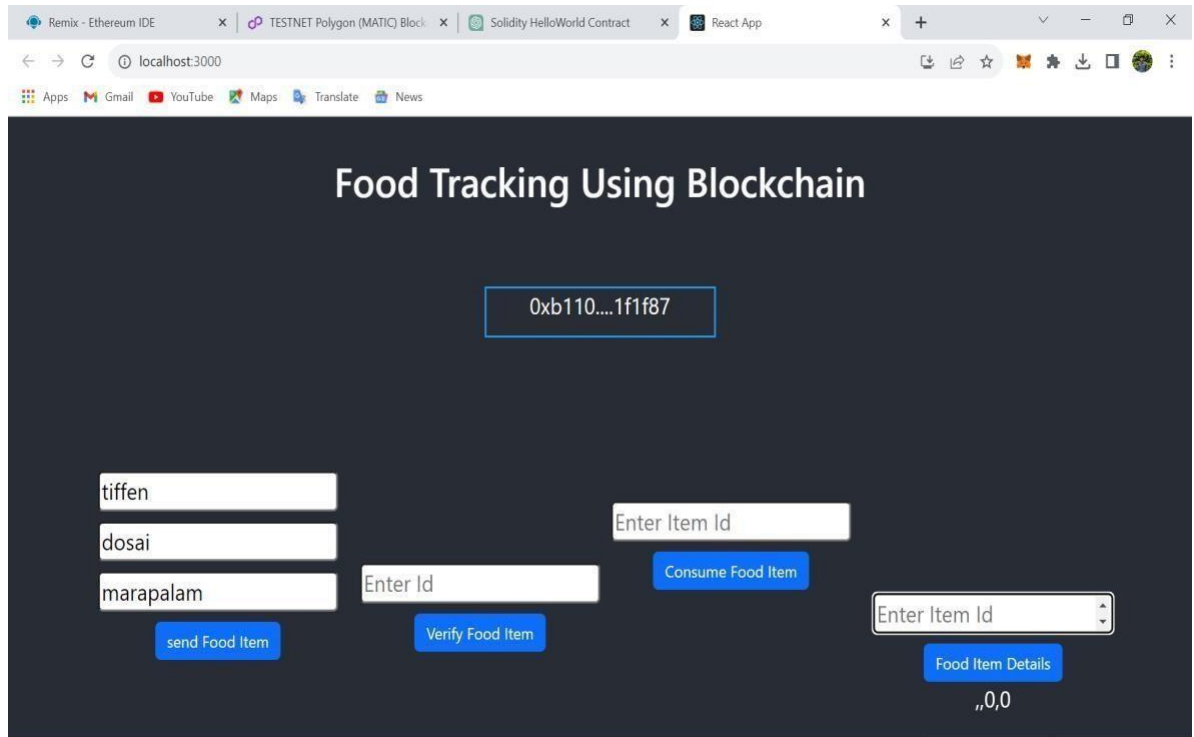 Remix - Ethereum IDE
TESTNET Polygon (MATIC) Block
Solidity HelloWorld Contract
React App
localhost:3000
Apps
Gmail
YouTube
Maps
Translate
News
Food Tracking Using Blockchain
0xb110....1f1f87
tiffen
dosai
marapalam
send Food Item
Enter Id
Verify Food Item
Enter Item Id
Consume Food Item
Enter Item Id
Food Item Details
,,0,0